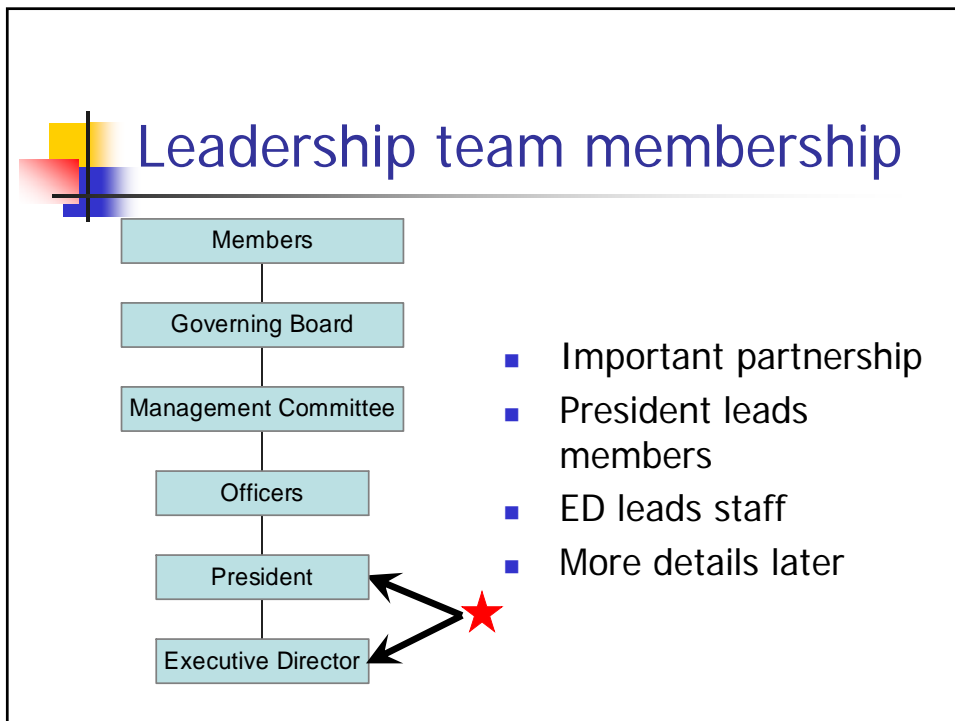 Leadership team membership
Members
Governing Board
Management Committee
Officers
President
Executive Director
Important partnership
President leads
members
ED leads staff
More details later